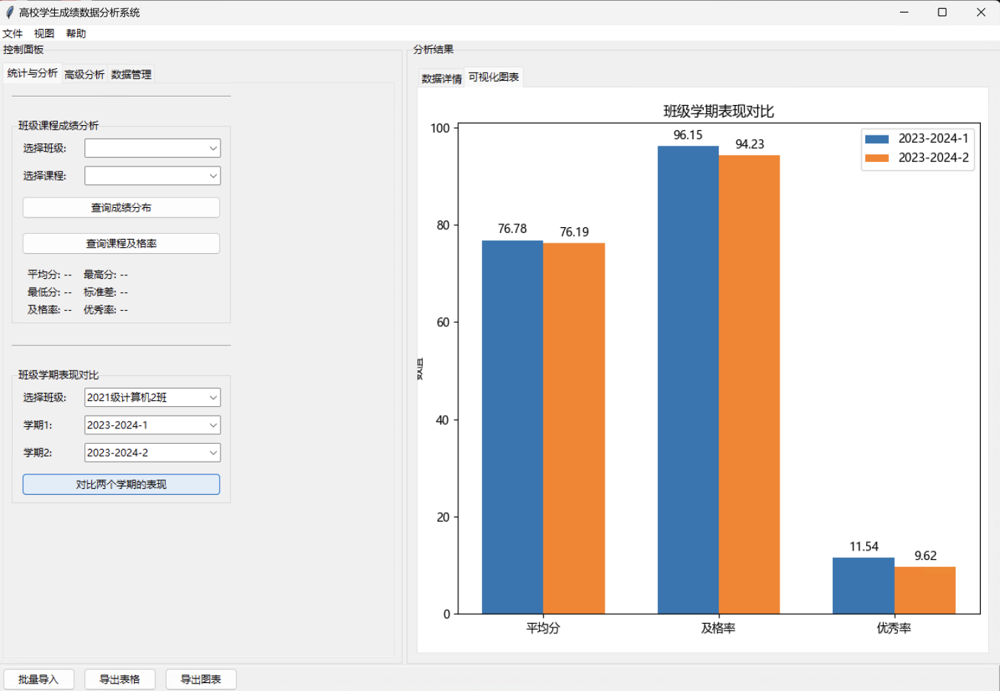 高校学生成绩数据分析系统
文件 视图 帮助
控制面板
统计与分析 高级分析 数据管理
班级课程成绩分析
选择班级:
选择课程:
查询成绩分布
查询课程及格率
平均分: -- 最高分: --
最低分: -- 标准差: --
及格率: -- 优秀率: --
班级学期表现对比
选择班级: 2021级计算机2班
学期1: 2023-2024-1
学期2: 2023-2024-2
对比两个学期的表现
分析结果
数据详情 可视化图表
班级学期表现对比
2023-2024-1
2023-2024-2
100
80
60
40
20
0
76.78
76.19
96.15
94.23
11.54
9.62
平均分 及格率 优秀率
批量导入 导出表格 导出图表